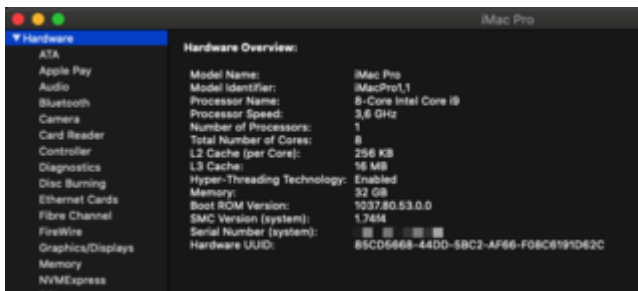 iMac Pro
Hardware
ATA
Apple Pay
Audio
Bluetooth
Camera
Card Reader
Controller
Diagnostics
Disc Burning
Ethernet Cards
Fibre Channel
FireWire
Graphics/Displays
Memory
NVMExpress
Hardware Overview:
Model Name: iMac Pro
Model Identifier: iMacPro1,1
Processor Name: 8-Core Intel Core i9
Processor Speed: 3,6 GHz
Number of Processors: 1
Total Number of Cores: 8
L2 Cache (per Core): 256 KB
L3 Cache: 16 MB
Hyper-Threading Technology: Enabled
Memory: 32 GB
Boot ROM Version: 1037.80.53.0.0
SMC Version (system): 1.74f4
Serial Number (system):
Hardware UUID: 85CD5668-44DD-5BC2-AF66-F08C6191D62C